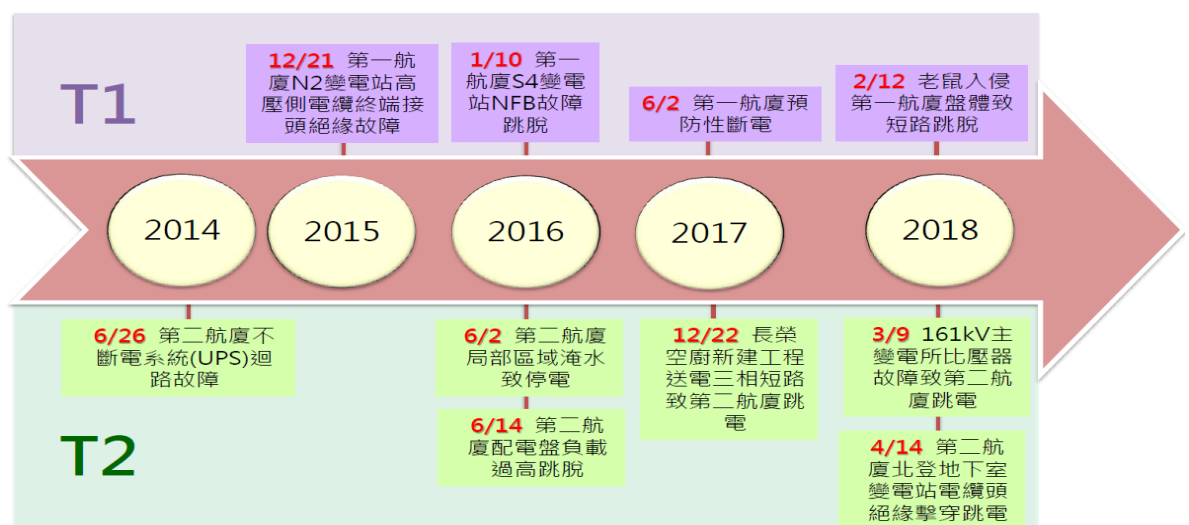 T1
12/21 第一航
廈N2變電站高
壓側電纜終端接
頭絕緣故障
1/10 第一
航廈S4變電
站NFB故障
跳脫
6/2 第一航廈預
防性斷電
2/12 老鼠入侵
第一航廈盤體致
短路跳脫
2014
2015
2016
2017
2018
6/26 第二航廈不
斷電系統(UPS)迴
路故障
6/2 第二航廈
局部區域淹水
致停電
6/14 第二航
廈配電盤負載
過高跳脫
12/22 長榮
空廚新建工程
送電三相短路
致第二航廈跳
電
3/9 161kV主
變電所比壓器
故障致第二航
廈跳電
4/14 第二航
廈北登地下室
變電站電纜頭
絕緣擊穿跳電
T2